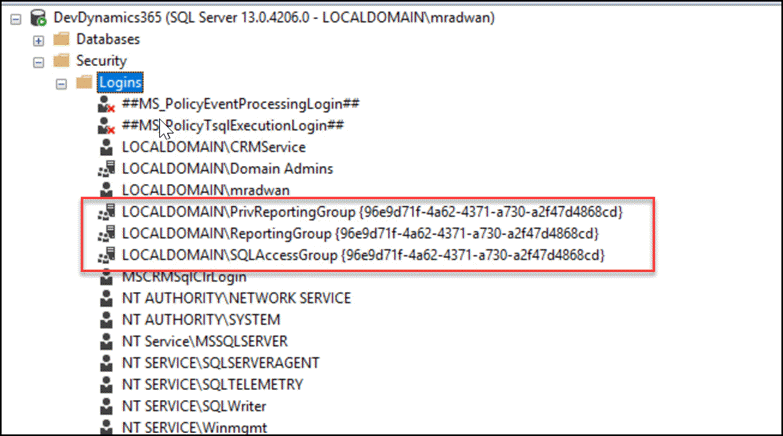 DevDynamics365 (SQL Server 13.0.4206.0 - LOCALDOMAIN\mradwan)
Databases
Security
Logins
##MS_PolicyEventProcessingLogin##
##MS_PolicyTsqlExecutionLogin##
LOCALDOMAIN\CRMService
LOCALDOMAIN\Domain Admins
LOCALDOMAIN\mradwan
LOCALDOMAIN\PrivReportingGroup {96e9d71f-4a62-4371-a730-a2f47d4868cd}
LOCALDOMAIN\ReportingGroup {96e9d71f-4a62-4371-a730-a2f47d4868cd}
LOCALDOMAIN\SQLAccessGroup {96e9d71f-4a62-4371-a730-a2f47d4868cd}
MSCRMSqlClrLogin
NT AUTHORITY\NETWORK SERVICE
NT AUTHORITY\SYSTEM
NT Service\MSSQLSERVER
NT SERVICE\SQLSERVERAGENT
NT SERVICE\SQLTELEMETRY
NT SERVICE\SQLWriter
NT SERVICE\Winmgmt